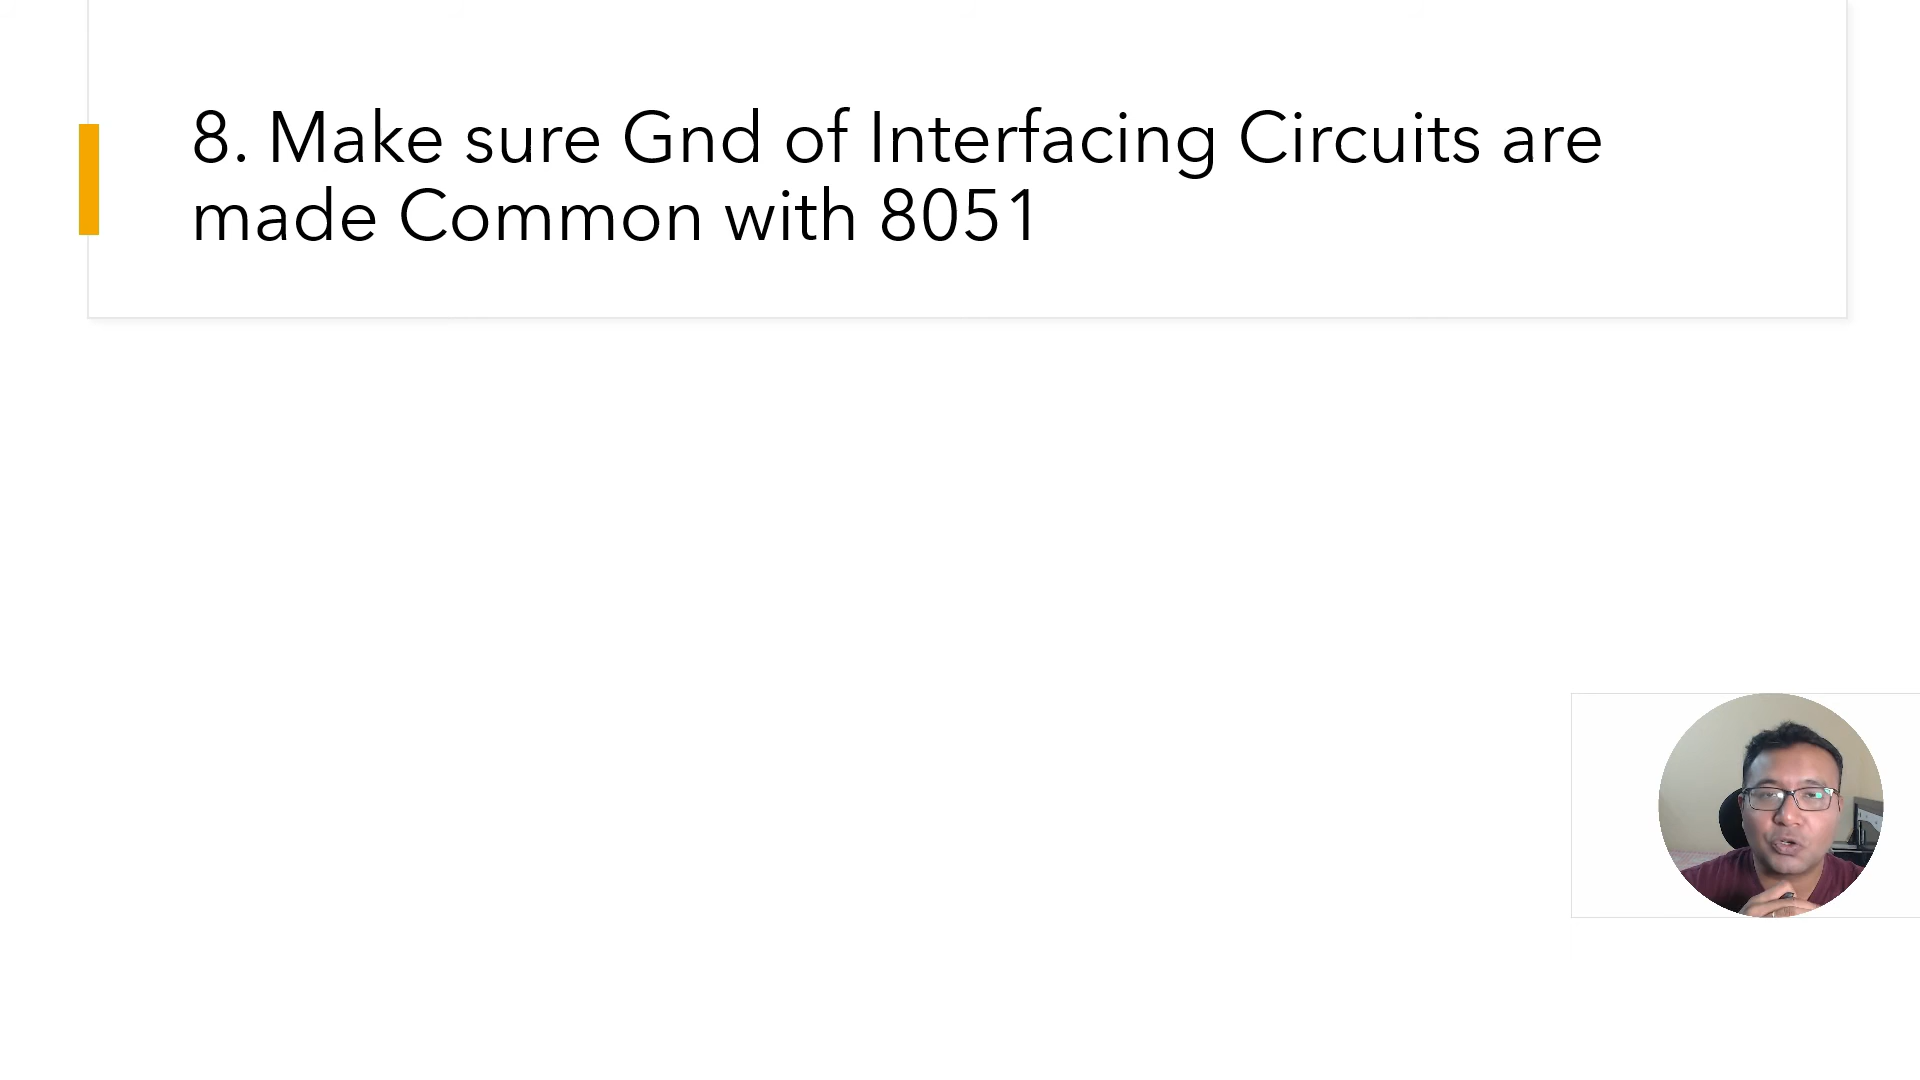 8. Make sure Gnd of Interfacing Circuits are
made Common with 8051